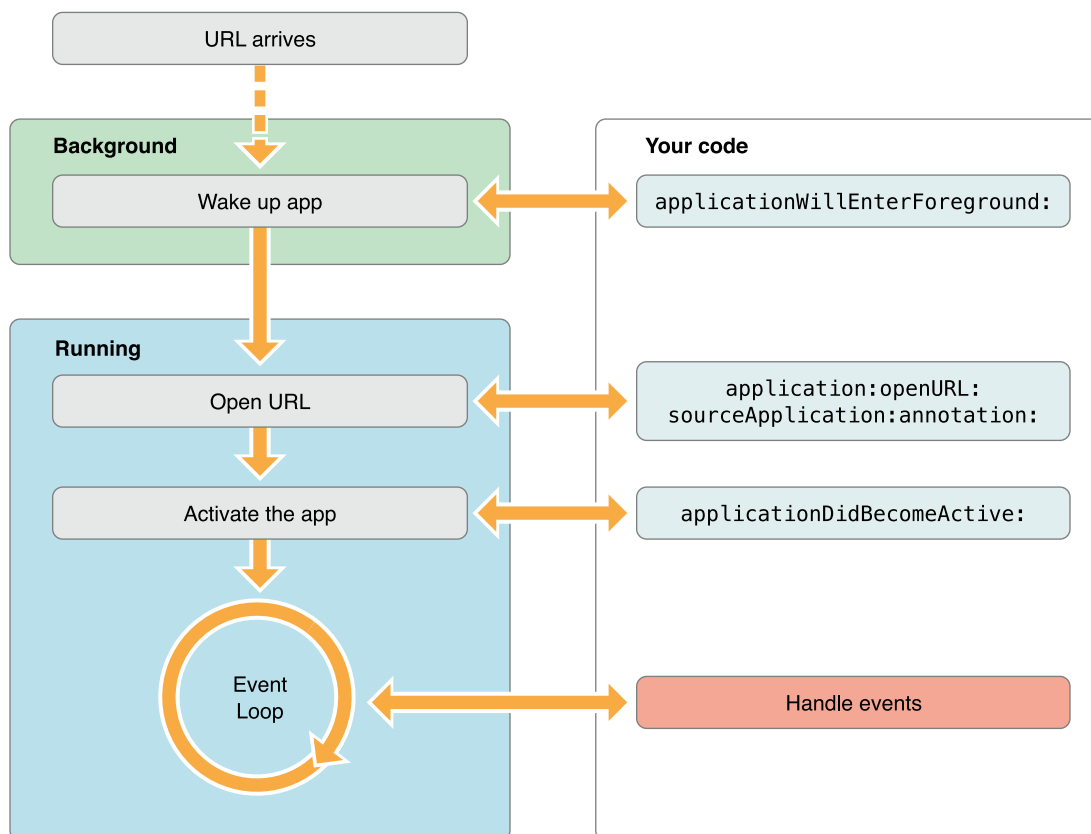 URL arrives
Background
Your code
Wake up app
applicationWillEnterForeground:
Running
Open URL
application:openURL:
sourceApplication:annotation:
Activate the app
applicationDidBecomeActive:
Event
Loop
Handle events